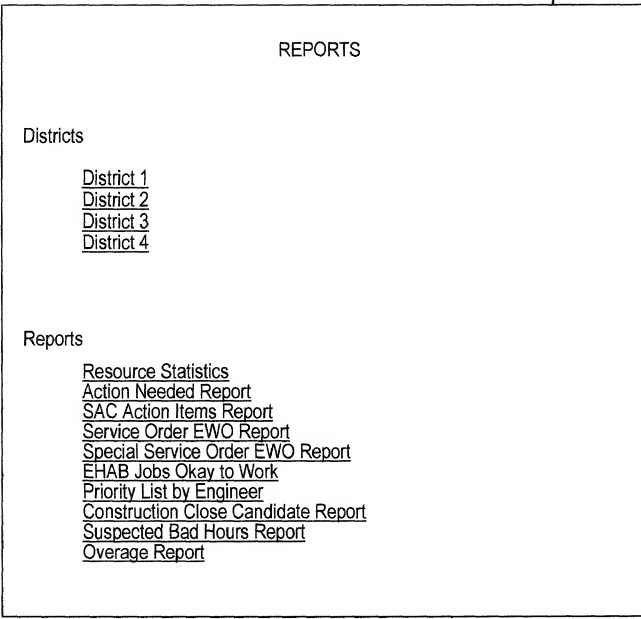 REPORTS
Districts
District 1
District 2
District 3
District 4
Reports
Resource Statistics
Action Needed Report
SAC Action Items Report
Service Order EWO Report
Special Service Order EWO Report
EHAB Jobs Okay to Work
Priority List by Engineer
Construction Close Candidate Report
Suspected Bad Hours Report
Overage Report